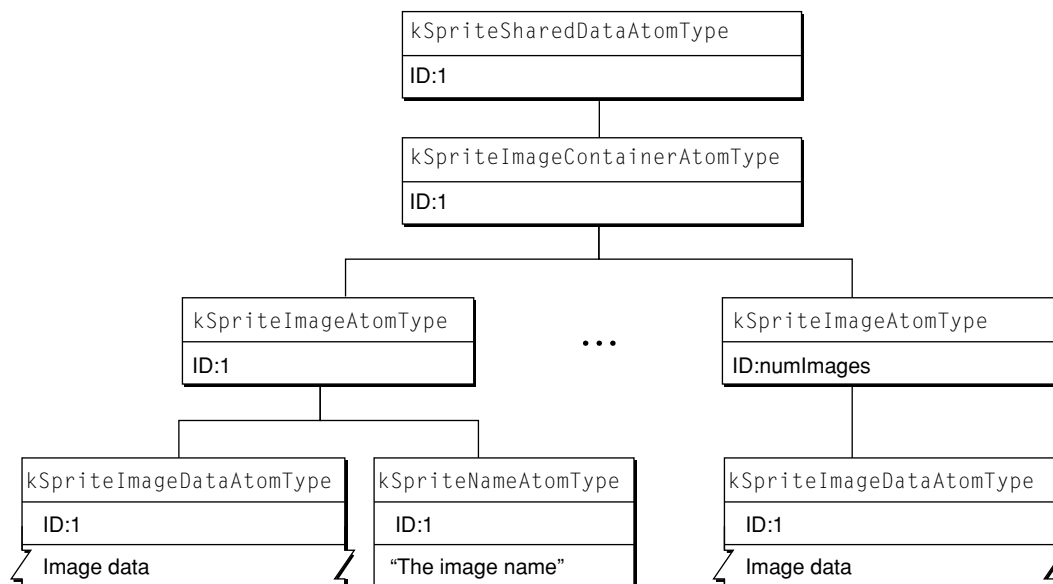 kSpriteSharedDataAtomType
ID:1
kSpriteImageContainerAtomType
ID:1
kSpriteImageAtomType
ID:1
...
kSpriteImageAtomType
ID:numImages
kSpriteImageDataAtomType
ID:1
Image data
kSpriteNameAtomType
ID:1
“The image name”
kSpriteImageDataAtomType
ID:1
Image data